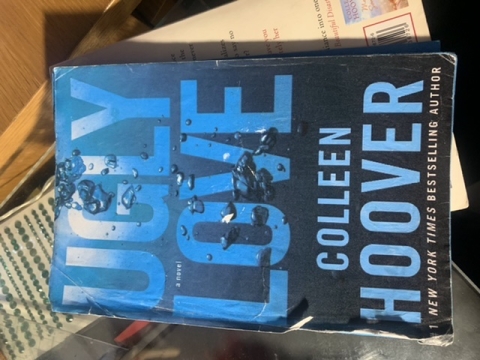 UGLY
LOVE
a novel
COLLEEN
HOOVER
#1 NEW YORK TIMES BESTSELLING AUTHOR